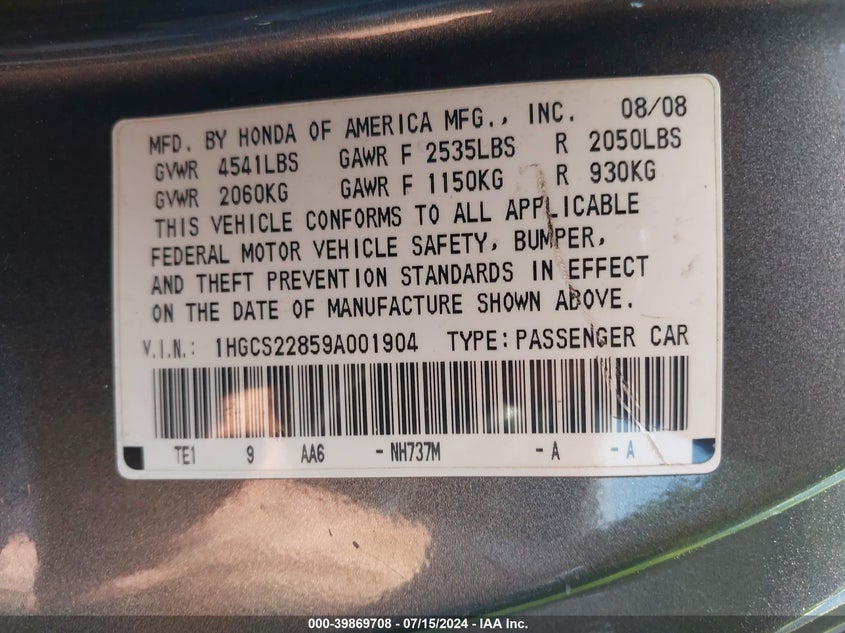 MFD. BY HONDA OF AMERICA MFG., INC. 08/08
GVWR 4541LBS GAWR F 2535LBS R 2050LBS
GVWR 2060KG GAWR F 1150KG R 930KG
THIS VEHICLE CONFORMS TO ALL APPLICABLE
FEDERAL MOTOR VEHICLE SAFETY, BUMPER,
AND THEFT PREVENTION STANDARDS IN EFFECT
ON THE DATE OF MANUFACTURE SHOWN ABOVE.
V.I.N.: 1HGCS22859A001904 TYPE: PASSENGER CAR
TE1 9 AA6 - NH737M - A - A
000-39869708 - 07/15/2024 - IAA Inc.